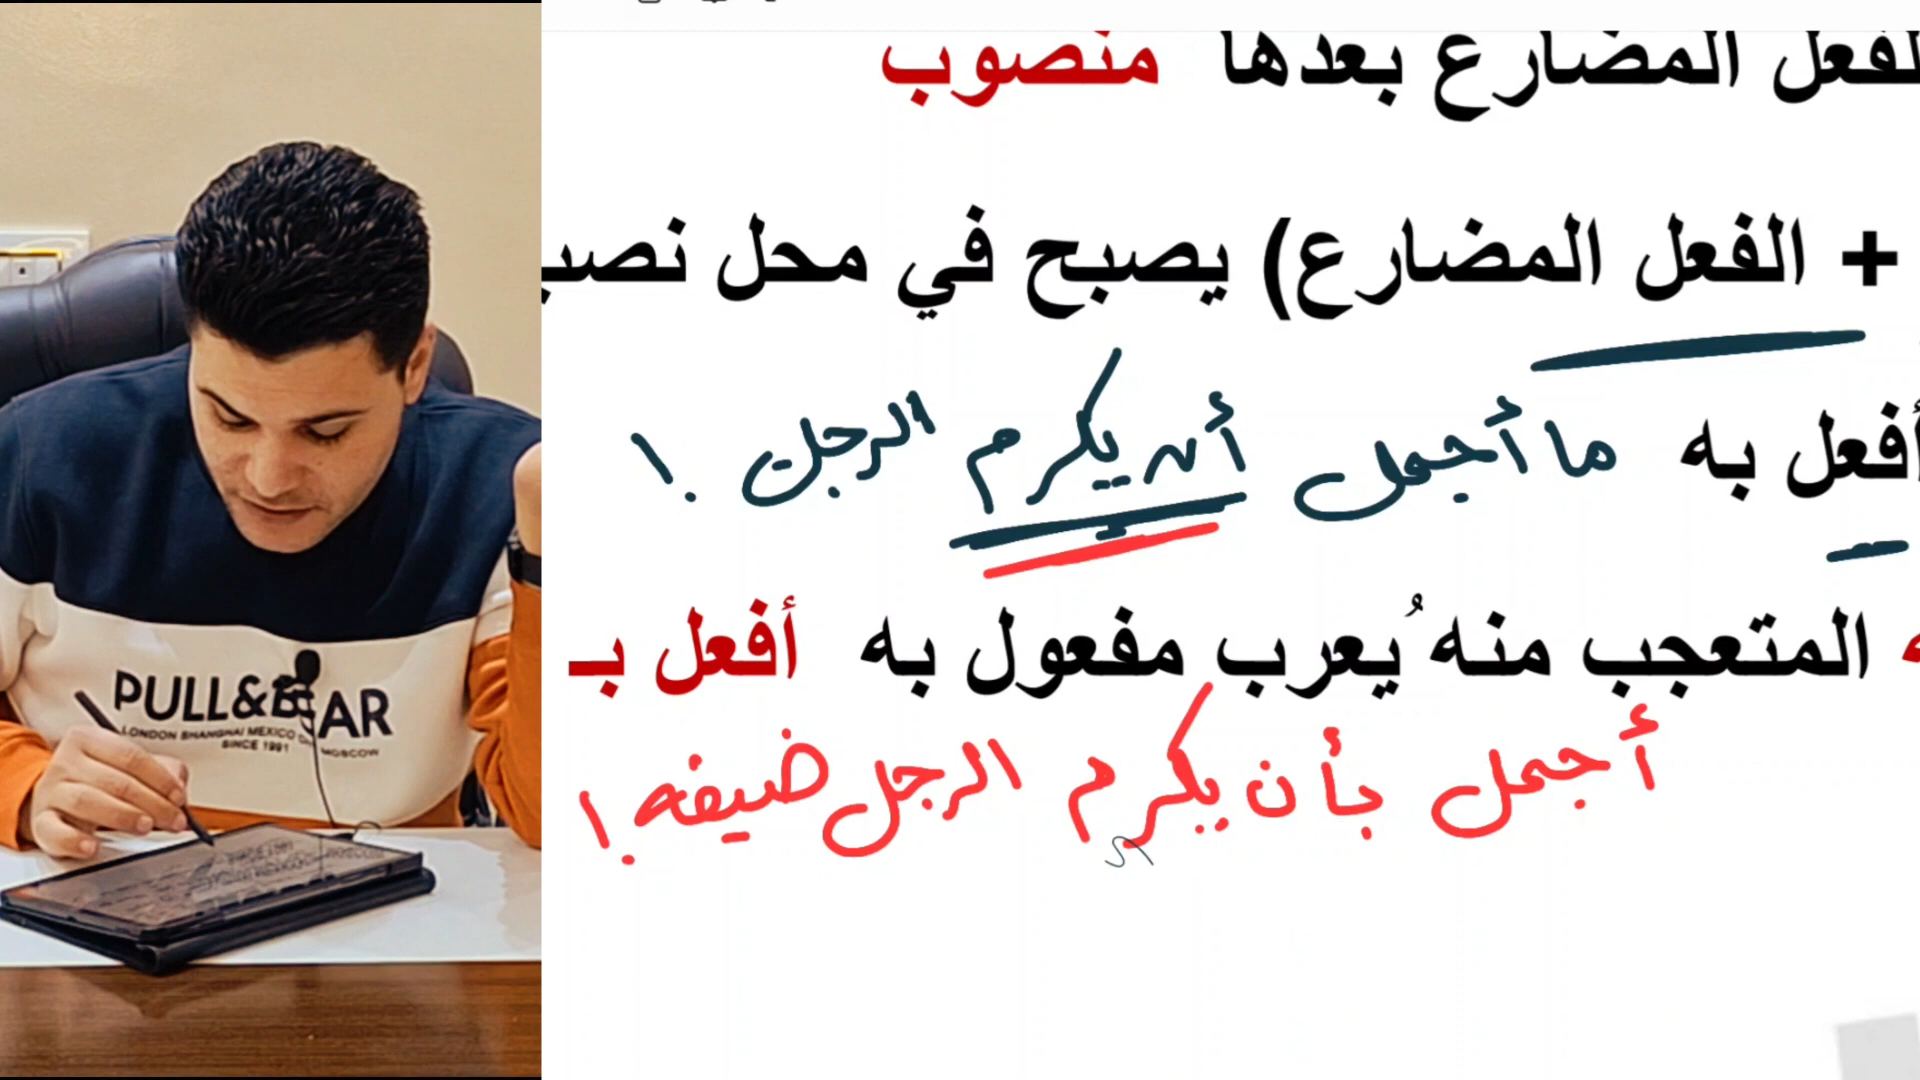 لفعل المضارع بعدها منصوب
+ الفعل المضارع) يصبح في محل نصب
أفعل به ما أجمل أن يكرم الرجل !
المتعجب منه يُعرب مفعول به أفعل بـ
أجمل بأن يكرم الرجل ضيفه !
PULL&BEAR
LONDON SHANGHAI MEXICO MOSCOW
SINCE 1991